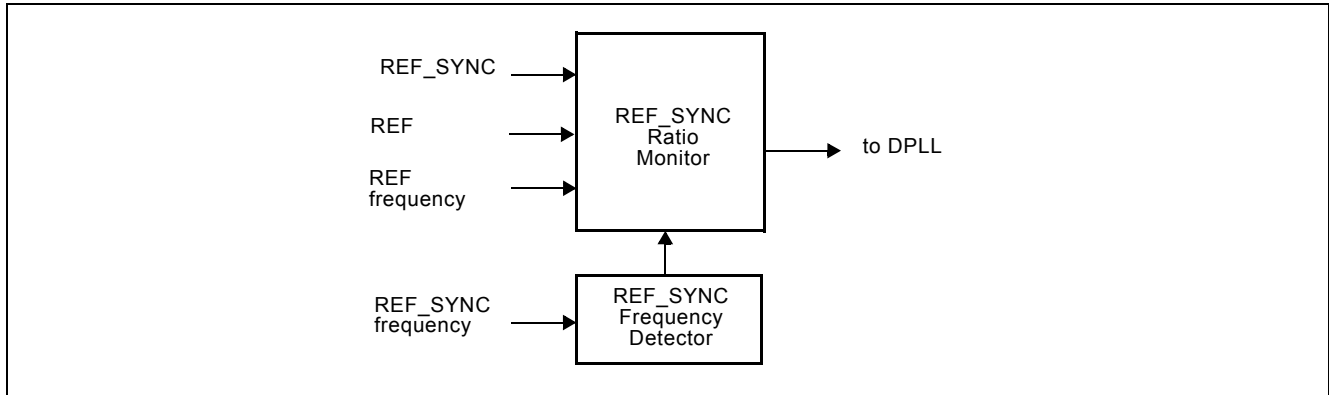 REF_SYNC
REF
REF
frequency
REF_SYNC
Ratio
Monitor
to DPLL
REF_SYNC
frequency
REF_SYNC
Frequency
Detector